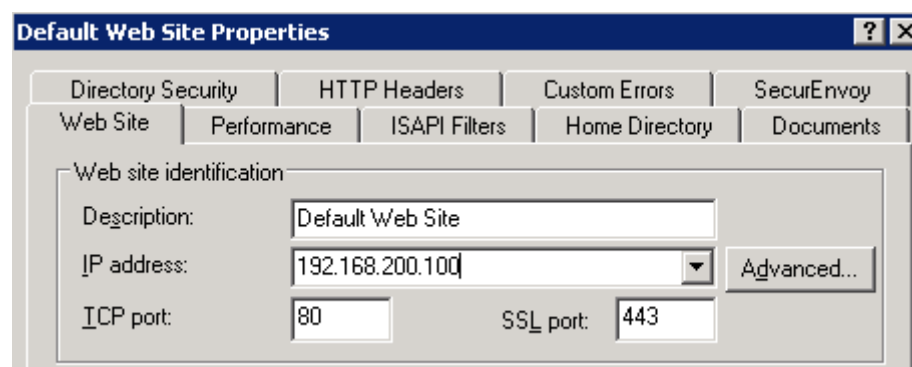 Default Web Site Properties
Directory Security HTTP Headers Custom Errors SecurEnvoy
Web Site Performance ISAPI Filters Home Directory Documents
Web site identification
Description: Default Web Site
IP address: 192.168.200.100 Advanced...
TCP port: 80 SSL port: 443